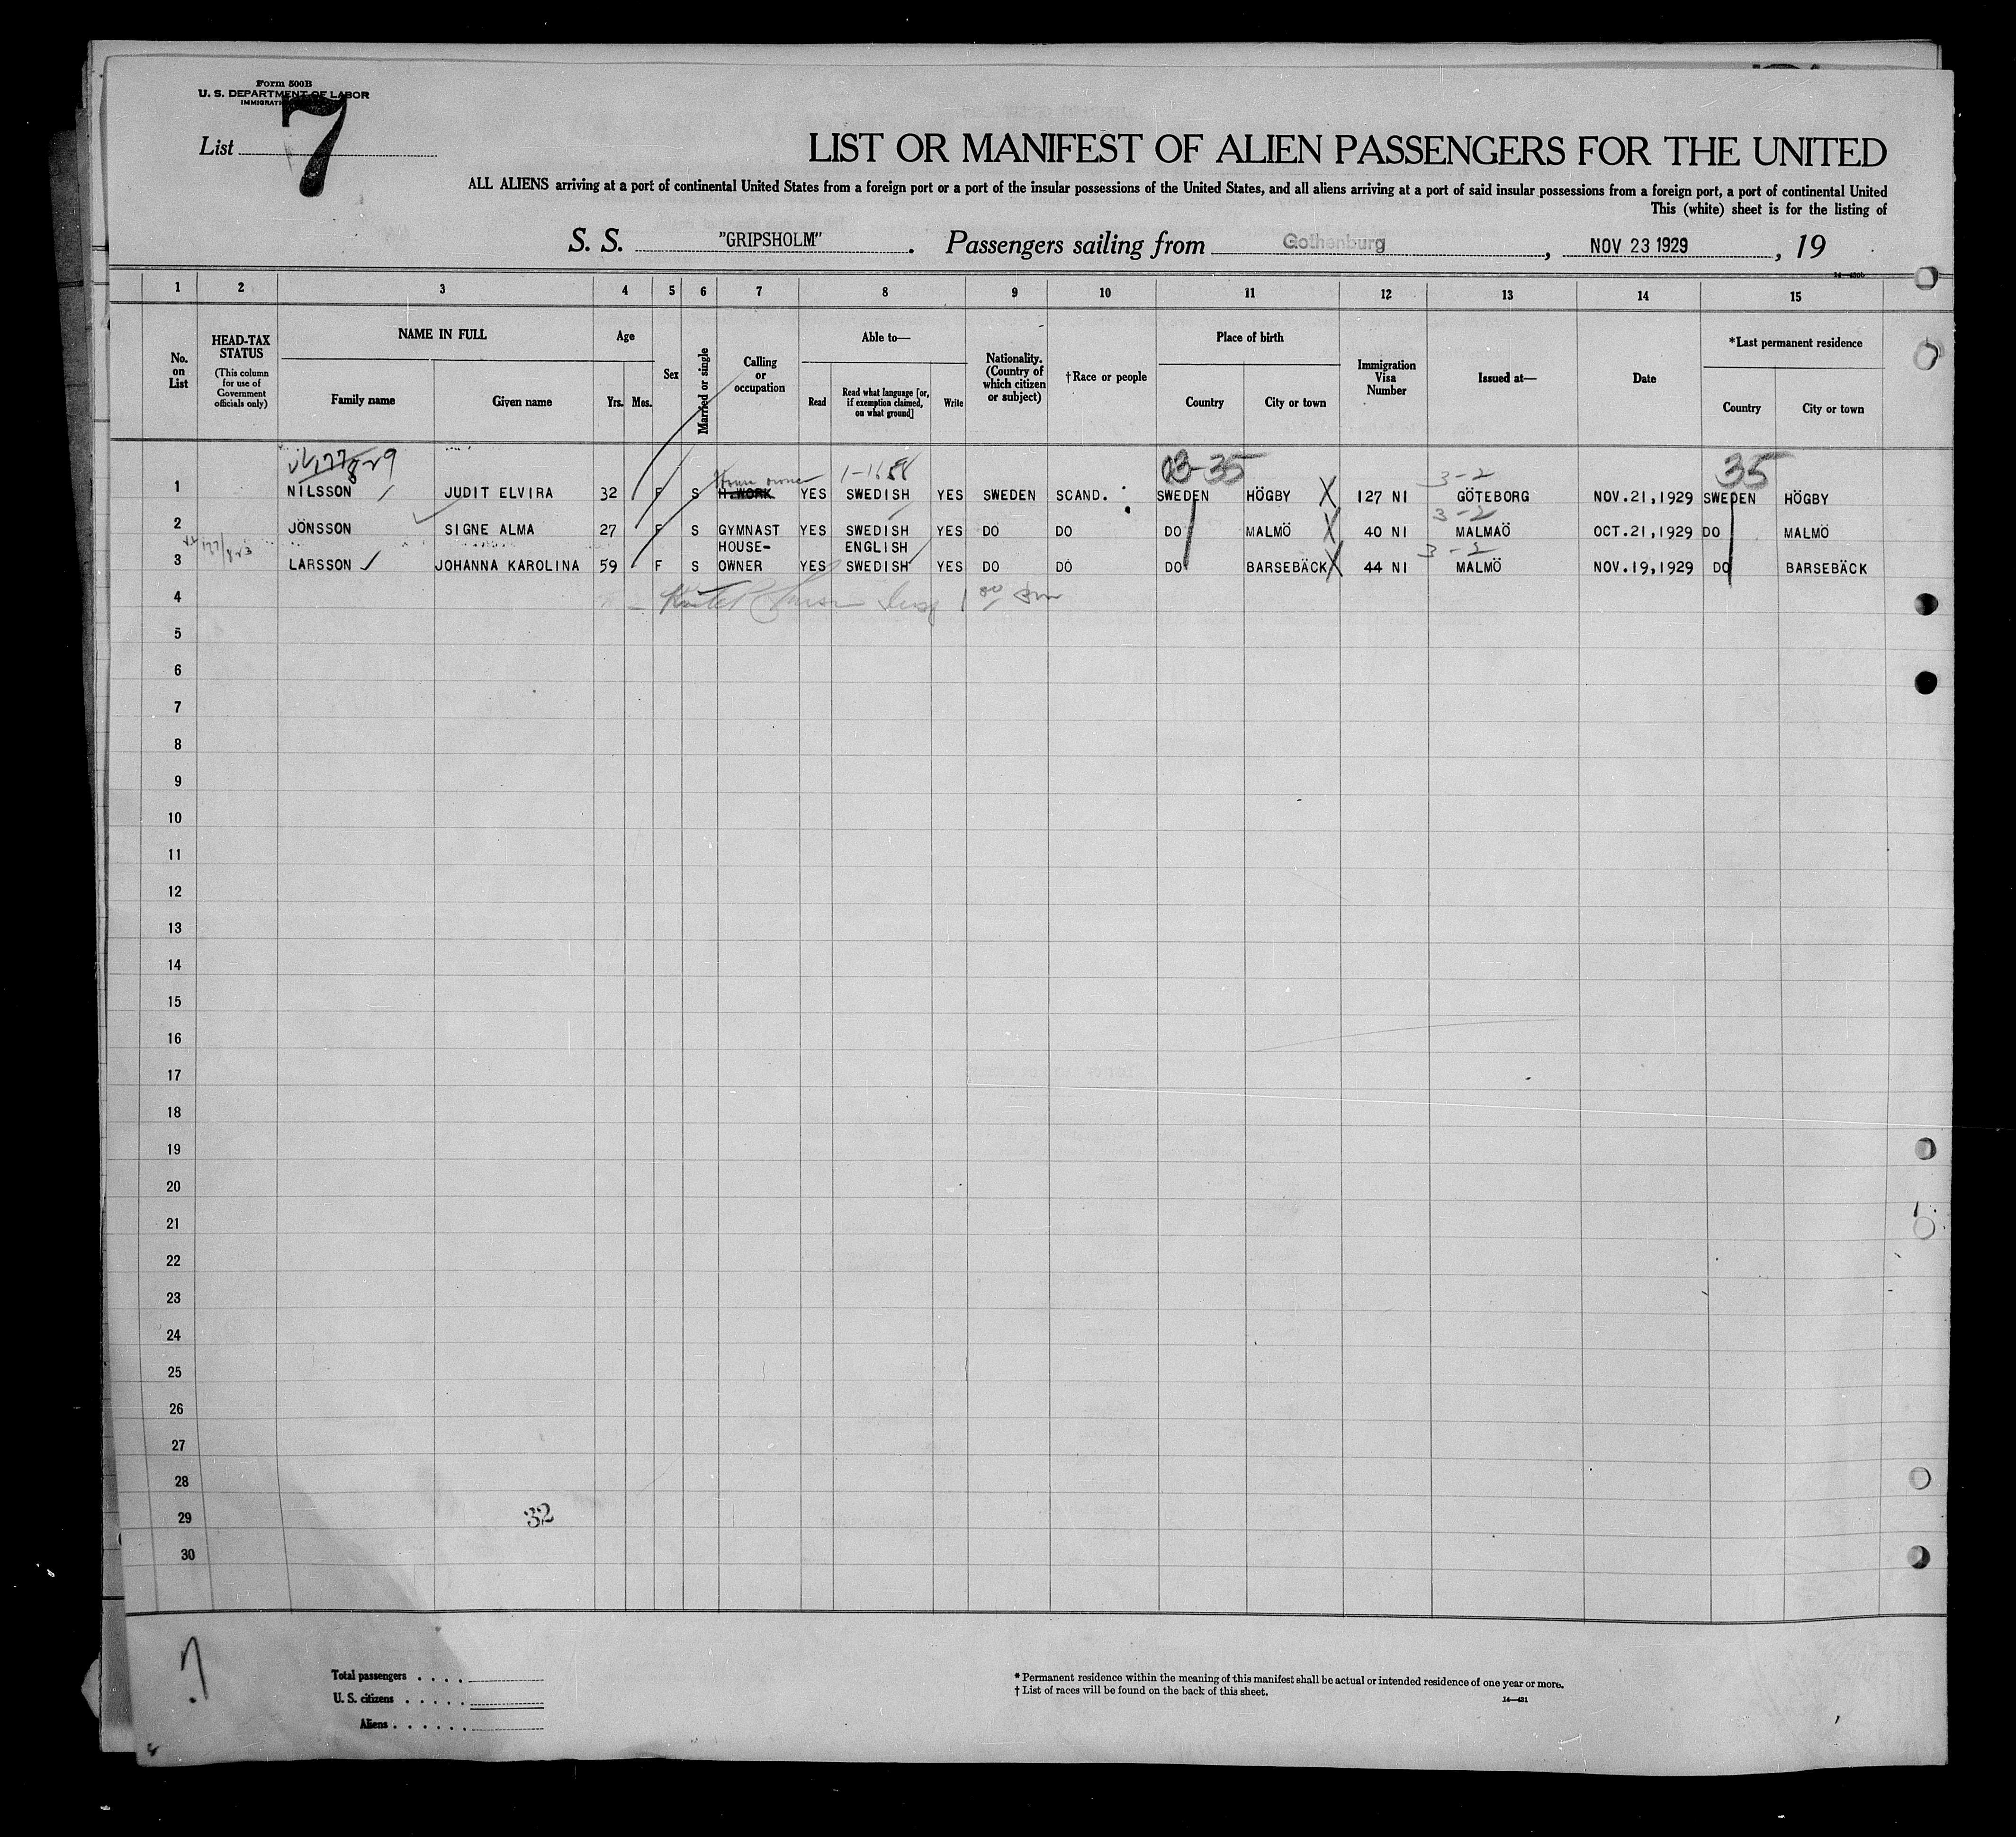 Form 500B
U. S. DEPARTMENT OF LABOR
List 7
LIST OR MANIFEST OF ALIEN PASSENGERS FOR THE UNITED
ALL ALIENS arriving at a port of continental United States from a foreign port or a port of the insular possessions of the United States, and all aliens arriving at a port of said insular possessions from a foreign port, a port of continental United
This (white) sheet is for the listing of
S. S. "GRIPSHOLM". Passengers sailing from Gothenburg, NOV 23 1929, 19
1 2 3 4 5 6 7 8 9 10 11 12 13 14 15
No. on List
HEAD-TAX STATUS (This column for use of Government officials only)
NAME IN FULL
Family name
Given name
Age
Yrs. Mos.
Sex
Married or single
Calling or occupation
Able to—
Read
Read what language [or, if exemption claimed, on what ground]
Write
Nationality. (Country of which citizen or subject)
†Race or people
Place of birth
Country
City or town
Immigration Visa Number
Issued at—
Date
*Last permanent residence
Country
City or town
03-35 3-2 35
House owner
1 NILSSON JUDIT ELVIRA 32 F S H.WORK YES SWEDISH YES SWEDEN SCAND. SWEDEN HÖGBY X 127 NI GÖTEBORG NOV.21,1929 SWEDEN HÖGBY
3-2
2 JÖNSSON SIGNE ALMA 27 F S GYMNAST YES SWEDISH YES DO DO DO MALMÖ X 40 NI MALMAÖ OCT.21,1929 DO MALMÖ
HOUSE- ENGLISH 3-2
3 LARSSON JOHANNA KAROLINA 59 F S OWNER YES SWEDISH YES DO DO DO BARSEBÄCK X 44 NI MALMÖ NOV.19,1929 DO BARSEBÄCK
4
5
6
7
8
9
10
11
12
13
14
15
16
17
18
19
20
21
22
23
24
25
26
27
28
29 32
30
7
Total passengers
U. S. citizens
Aliens
* Permanent residence within the meaning of this manifest shall be actual or intended residence of one year or more.
† List of races will be found on the back of this sheet.
14—431